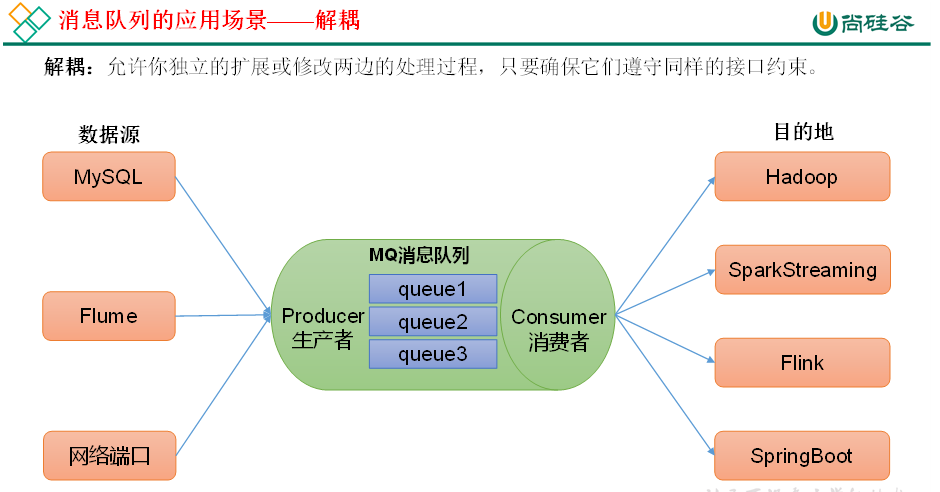 消息队列的应用场景——解耦
尚硅谷
解耦：允许你独立的扩展或修改两边的处理过程，只要确保它们遵守同样的接口约束。
数据源
目的地
MySQL
Hadoop
MQ消息队列
SparkStreaming
queue1
Flume
Producer
生产者
queue2
Consumer
消费者
queue3
Flink
网络端口
SpringBoot